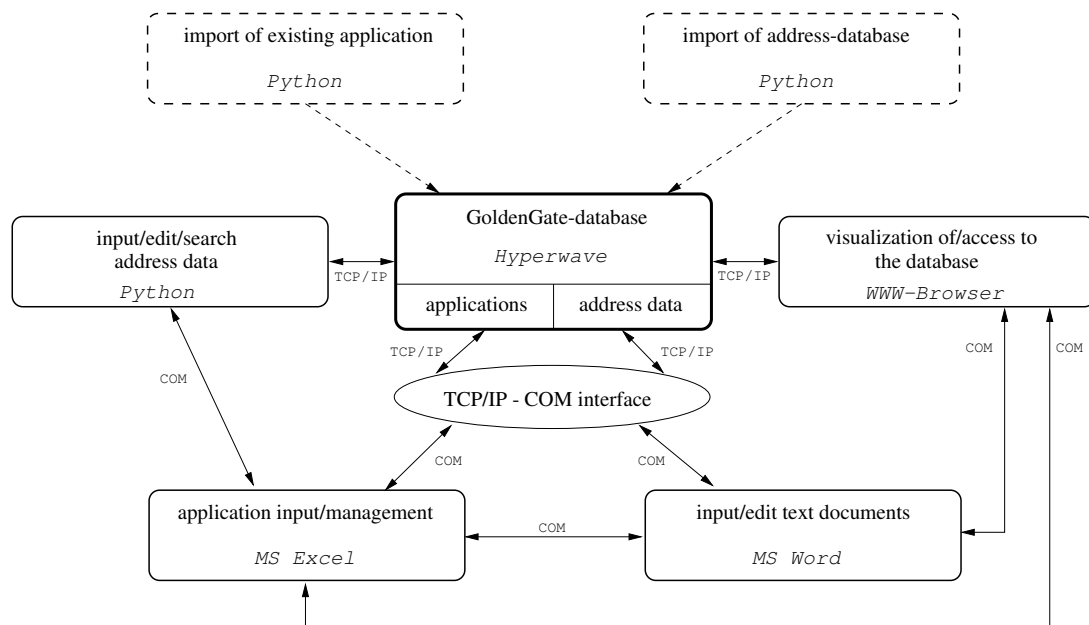 import of existing application
Python
import of address-database
Python
GoldenGate-database
Hyperwave
applications
address data
input/edit/search
address data
Python
TCP/IP
TCP/IP
visualization of/access to
the database
WWW-Browser
TCP/IP
TCP/IP
COM
COM
COM
TCP/IP - COM interface
COM
COM
application input/management
MS Excel
COM
input/edit text documents
MS Word